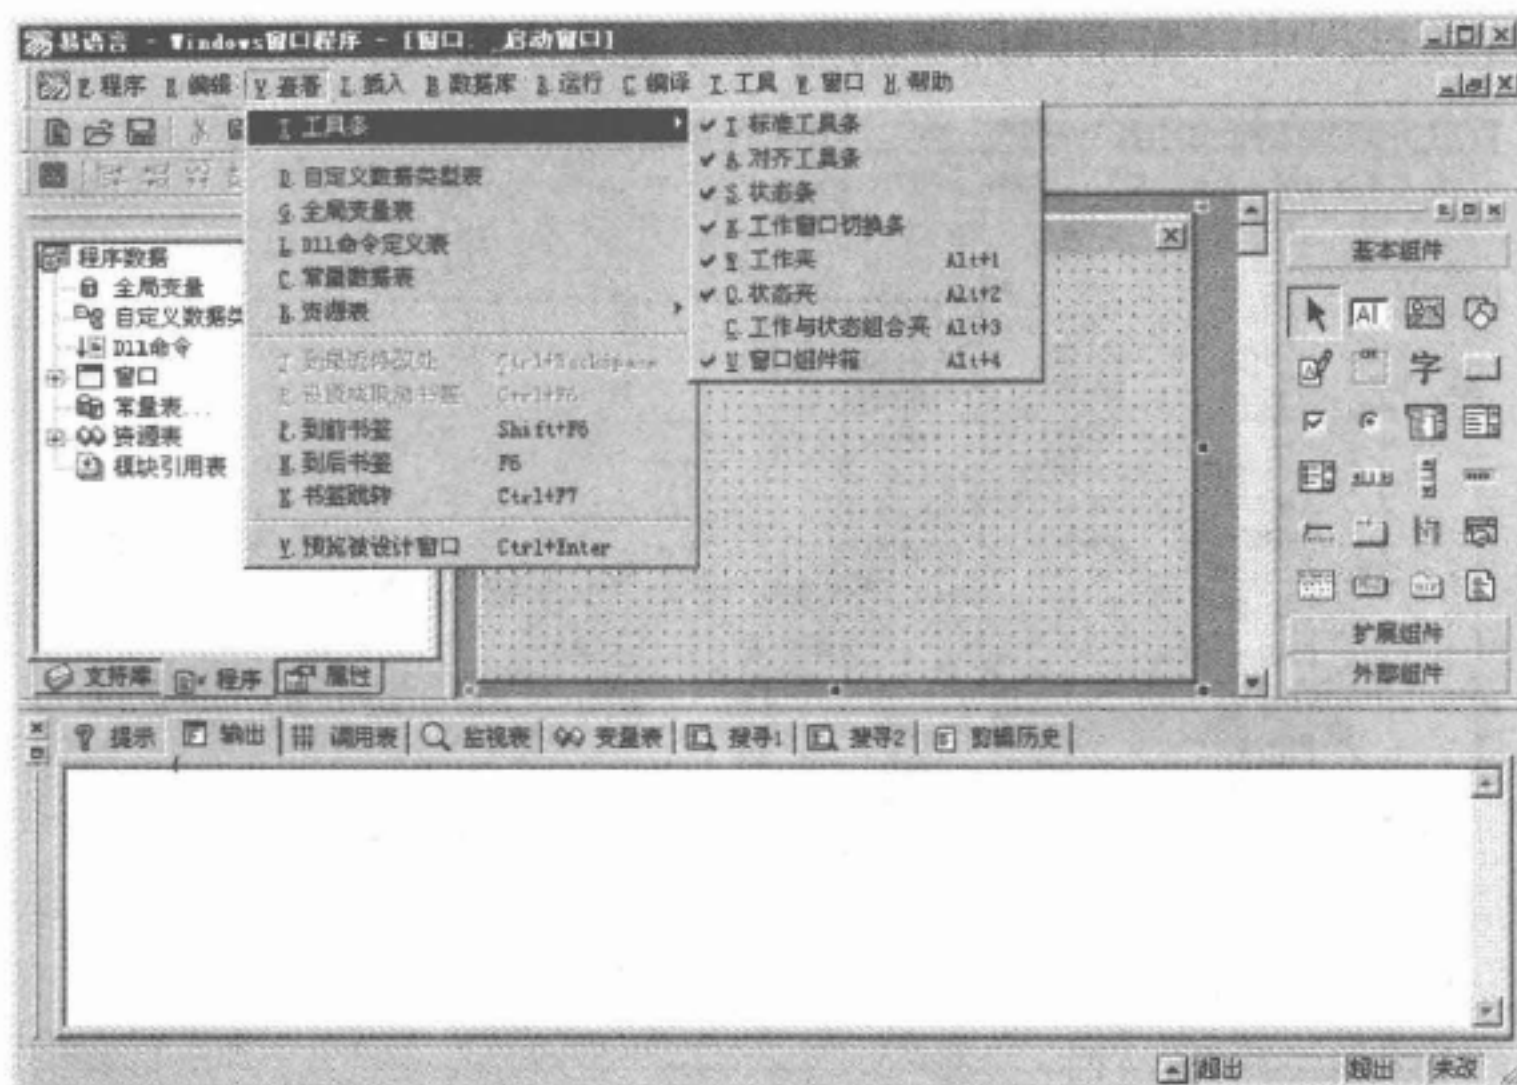 易语言 - Windows窗口程序 - [窗口._启动窗口]
F.程序 E.编辑 V.查看 I.插入 B.数据库 R.运行 C.编译 T.工具 W.窗口 H.帮助
T.工具条
D.自定义数据类型表
G.全局变量表
L.Dll命令定义表
C.常量数据表
R.资源表
Ctrl+Backspace
Ctrl+F6
P.到前书签 Shift+F6
N.到后书签 F6
书签跳转 Ctrl+F7
V.预览被设计窗口 Ctrl+Enter
T.标准工具条
A.对齐工具条
S.状态条
工作窗口切换条
W.工作夹 Alt+1
O.状态夹 Alt+2
C.工作与状态组合夹 Alt+3
U.窗口组件箱 Alt+4
程序数据
全局变量
自定义数据类
Dll命令
窗口
常量表...
资源表
模块引用表
支持库 程序 属性
基本组件
字
扩展组件
外部组件
提示 输出 调用表 监视表 变量表 搜寻1 搜寻2 剪辑历史
超出 超出 未改